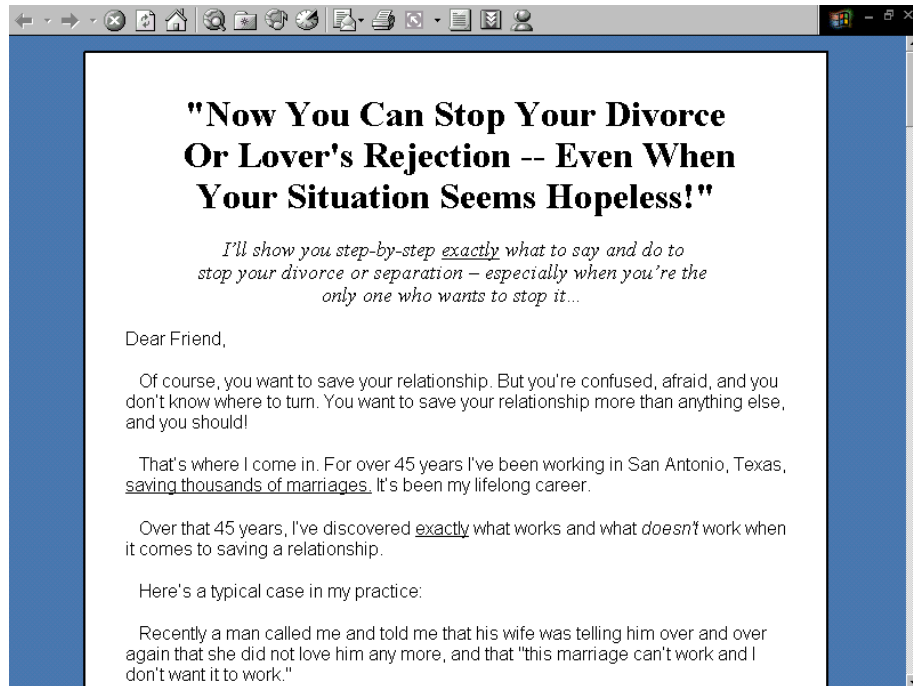 "Now You Can Stop Your Divorce
Or Lover's Rejection -- Even When
Your Situation Seems Hopeless!"
I'll show you step-by-step exactly what to say and do to
stop your divorce or separation – especially when you're the
only one who wants to stop it...
Dear Friend,
Of course, you want to save your relationship. But you're confused, afraid, and you
don't know where to turn. You want to save your relationship more than anything else,
and you should!
That's where I come in. For over 45 years I've been working in San Antonio, Texas,
saving thousands of marriages. It's been my lifelong career.
Over that 45 years, I've discovered exactly what works and what doesn't work when
it comes to saving a relationship.
Here's a typical case in my practice:
Recently a man called me and told me that his wife was telling him over and over
again that she did not love him any more, and that "this marriage can't work and I
don't want it to work."